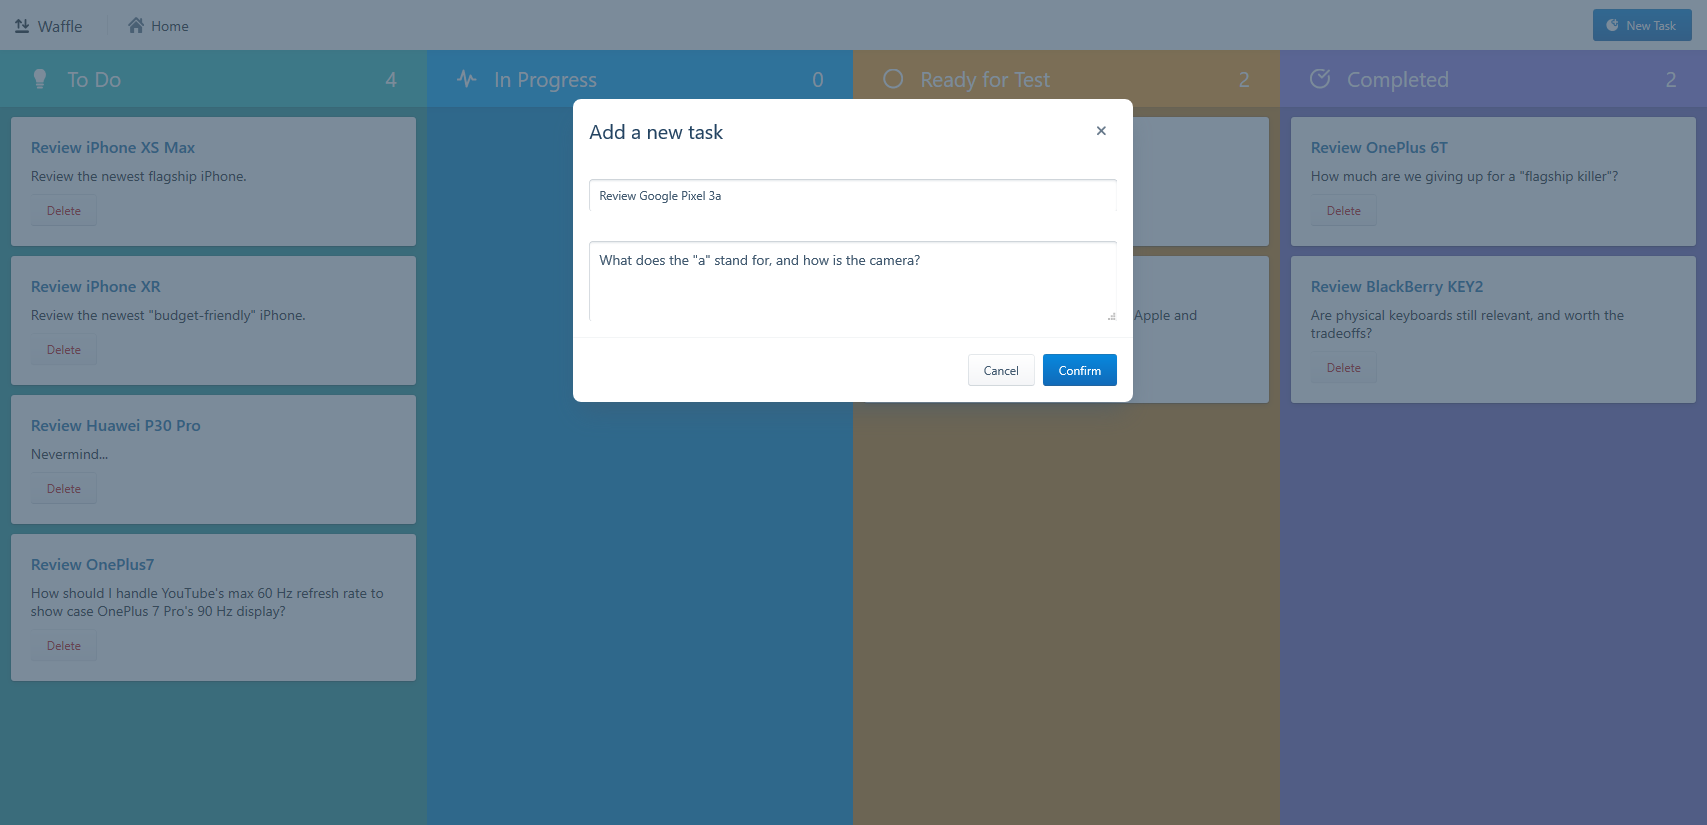 Waffle
Home
New Task
To Do 4
In Progress 0
Ready for Test 2
Completed 2
Add a new task
×
Review Google Pixel 3a
What does the "a" stand for, and how is the camera?
Cancel
Confirm
Review iPhone XS Max
Review the newest flagship iPhone.
Delete
Review iPhone XR
Review the newest "budget-friendly" iPhone.
Delete
Review Huawei P30 Pro
Nevermind...
Delete
Review OnePlus7
How should I handle YouTube's max 60 Hz refresh rate to
show case OnePlus 7 Pro's 90 Hz display?
Delete
Apple and
Review OnePlus 6T
How much are we giving up for a "flagship killer"?
Delete
Review BlackBerry KEY2
Are physical keyboards still relevant, and worth the
tradeoffs?
Delete